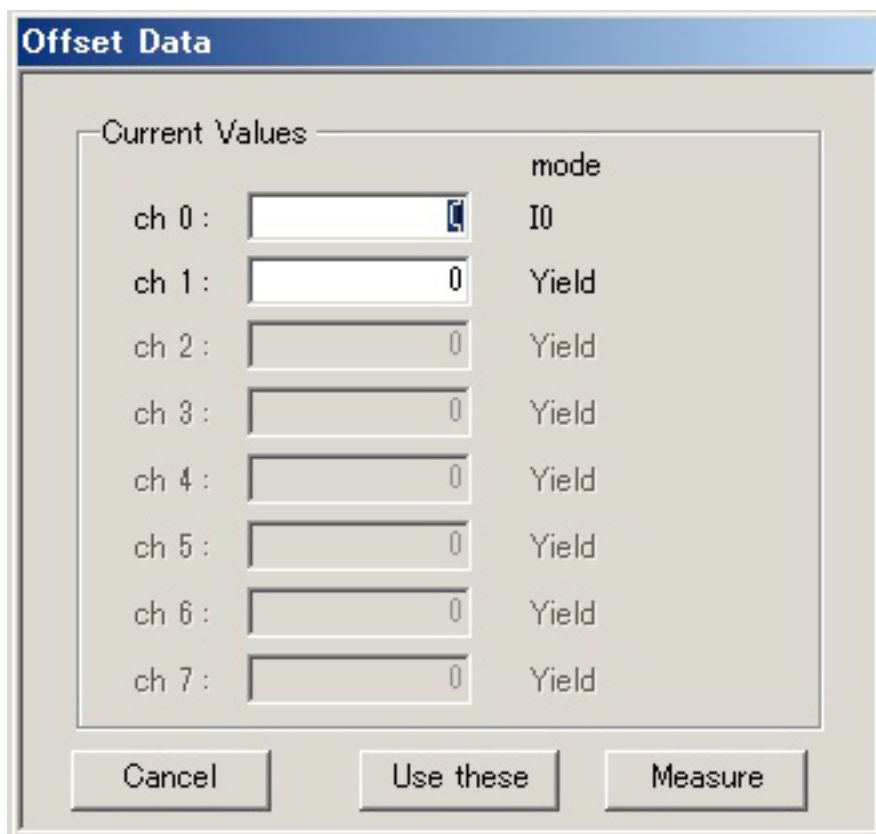 Offset Data
Current Values
mode
ch 0 : 0 I0
ch 1 : 0 Yield
ch 2 : 0 Yield
ch 3 : 0 Yield
ch 4 : 0 Yield
ch 5 : 0 Yield
ch 6 : 0 Yield
ch 7 : 0 Yield
Cancel Use these Measure